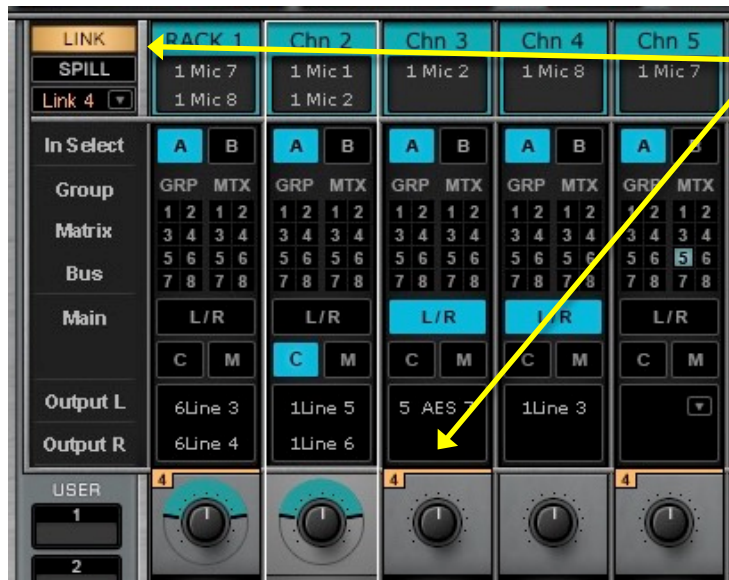 LINK RACK 1 Chn 2 Chn 3 Chn 4 Chn 5
SPILL 1 Mic 7 1 Mic 1 1 Mic 2 1 Mic 8 1 Mic 7
Link 4 1 Mic 8 1 Mic 2
In Select A B A B A B A B A B
Group GRP MTX GRP MTX GRP MTX GRP MTX GRP MTX
1 2 1 2 1 2 1 2 1 2 1 2 1 2 1 2 1 2 1 2
Matrix 3 4 3 4 3 4 3 4 3 4 3 4 3 4 3 4 3 4 3 4
5 6 5 6 5 6 5 6 5 6 5 6 5 6 5 6 5 6 5 6
Bus 7 8 7 8 7 8 7 8 7 8 7 8 7 8 7 8 7 8 7 8
Main L/R L/R L/R L/R L/R
C M C M C M C M C M
Output L 6Line 3 1Line 5 5 AES 7 1Line 3
Output R 6Line 4 1Line 6
4 4 4
USER
1
2